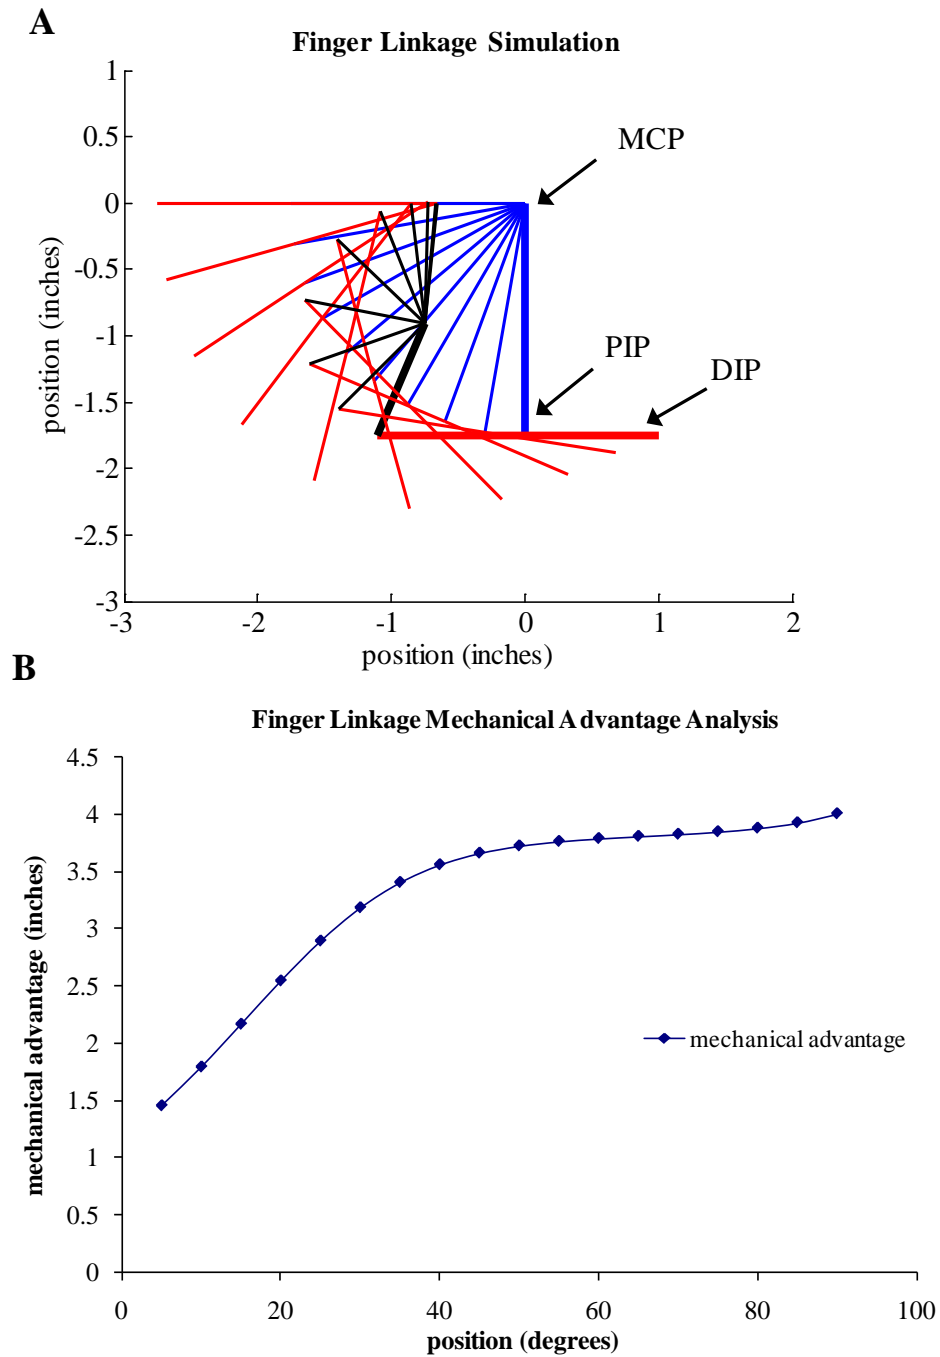 A
Finger Linkage Simulation
1
0.5
0
-0.5
-1
-1.5
-2
-2.5
-3
-3
-2
-1
0
1
2
position (inches)
position (inches)
MCP
PIP
DIP
B
Finger Linkage Mechanical Advantage Analysis
4.5
4
3.5
3
2.5
2
1.5
1
0.5
0
0
20
40
60
80
100
mechanical advantage (inches)
position (degrees)
mechanical advantage